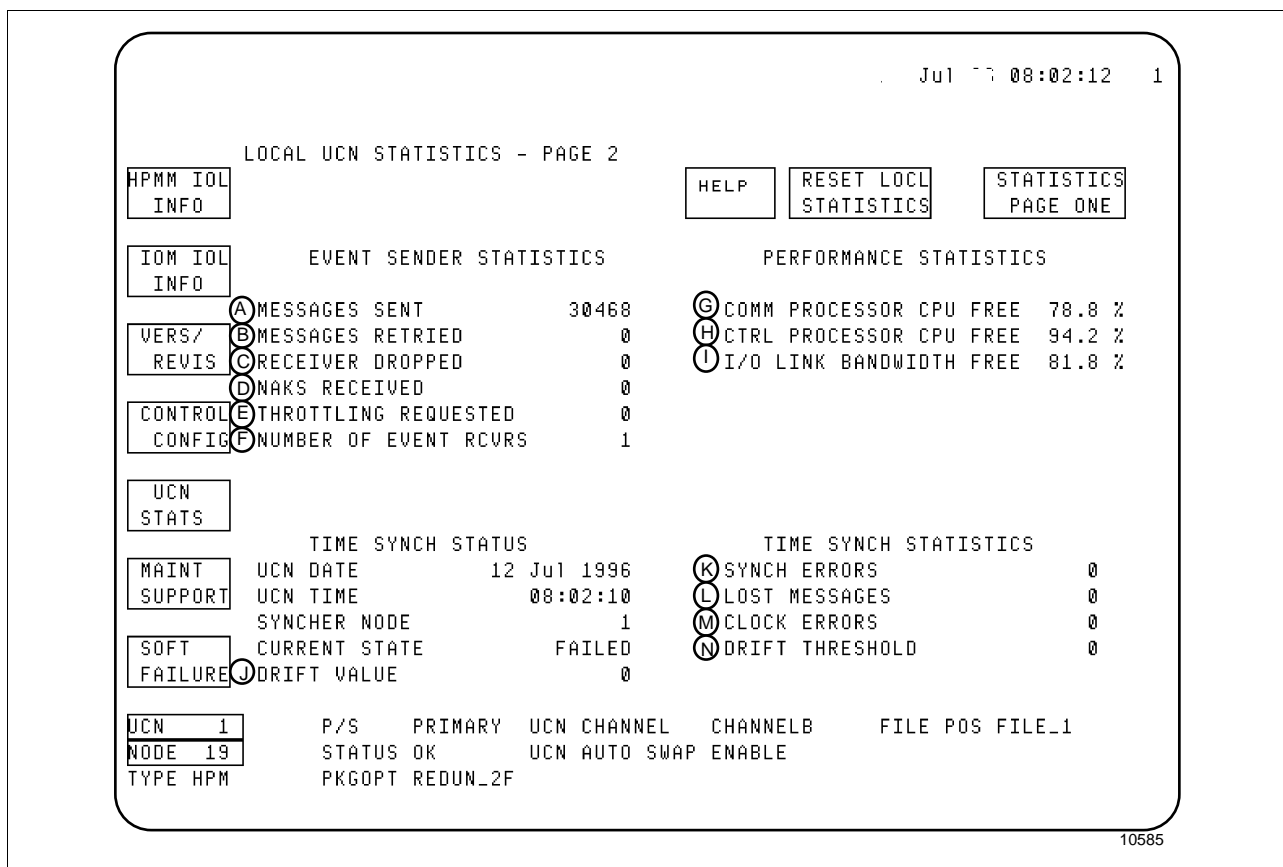 Jul 08:02:12 1
LOCAL UCN STATISTICS - PAGE 2
HPMM IOL INFO
HELP
RESET LOCL STATISTICS
STATISTICS PAGE ONE
IOM IOL INFO
EVENT SENDER STATISTICS
PERFORMANCE STATISTICS
A MESSAGES SENT 30468
G COMM PROCESSOR CPU FREE 78.8 %
VERS/ REVIS
B MESSAGES RETRIED 0
H CTRL PROCESSOR CPU FREE 94.2 %
C RECEIVER DROPPED 0
I I/O LINK BANDWIDTH FREE 81.8 %
D NAKS RECEIVED 0
CONTROL CONFIG
E THROTTLING REQUESTED 0
F NUMBER OF EVENT RCVRS 1
UCN STATS
TIME SYNCH STATUS
TIME SYNCH STATISTICS
MAINT SUPPORT
UCN DATE 12 Jul 1996
K SYNCH ERRORS 0
UCN TIME 08:02:10
L LOST MESSAGES 0
SYNCHER NODE 1
M CLOCK ERRORS 0
SOFT FAILURE
CURRENT STATE FAILED
N DRIFT THRESHOLD 0
J DRIFT VALUE 0
UCN 1 P/S PRIMARY UCN CHANNEL CHANNELB FILE POS FILE_1
NODE 19 STATUS OK UCN AUTO SWAP ENABLE
TYPE HPM PKGOPT REDUN_2F
10585